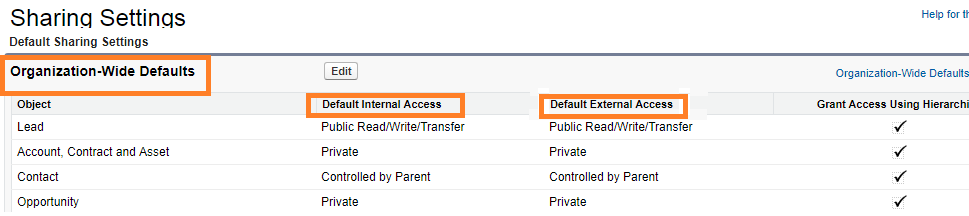 Sharing Settings
Help for th
Default Sharing Settings
Organization-Wide Defaults Edit Organization-Wide Defaults
Object Default Internal Access Default External Access Grant Access Using Hierarchi
Lead Public Read/Write/Transfer Public Read/Write/Transfer
Account, Contract and Asset Private Private
Contact Controlled by Parent Controlled by Parent
Opportunity Private Private